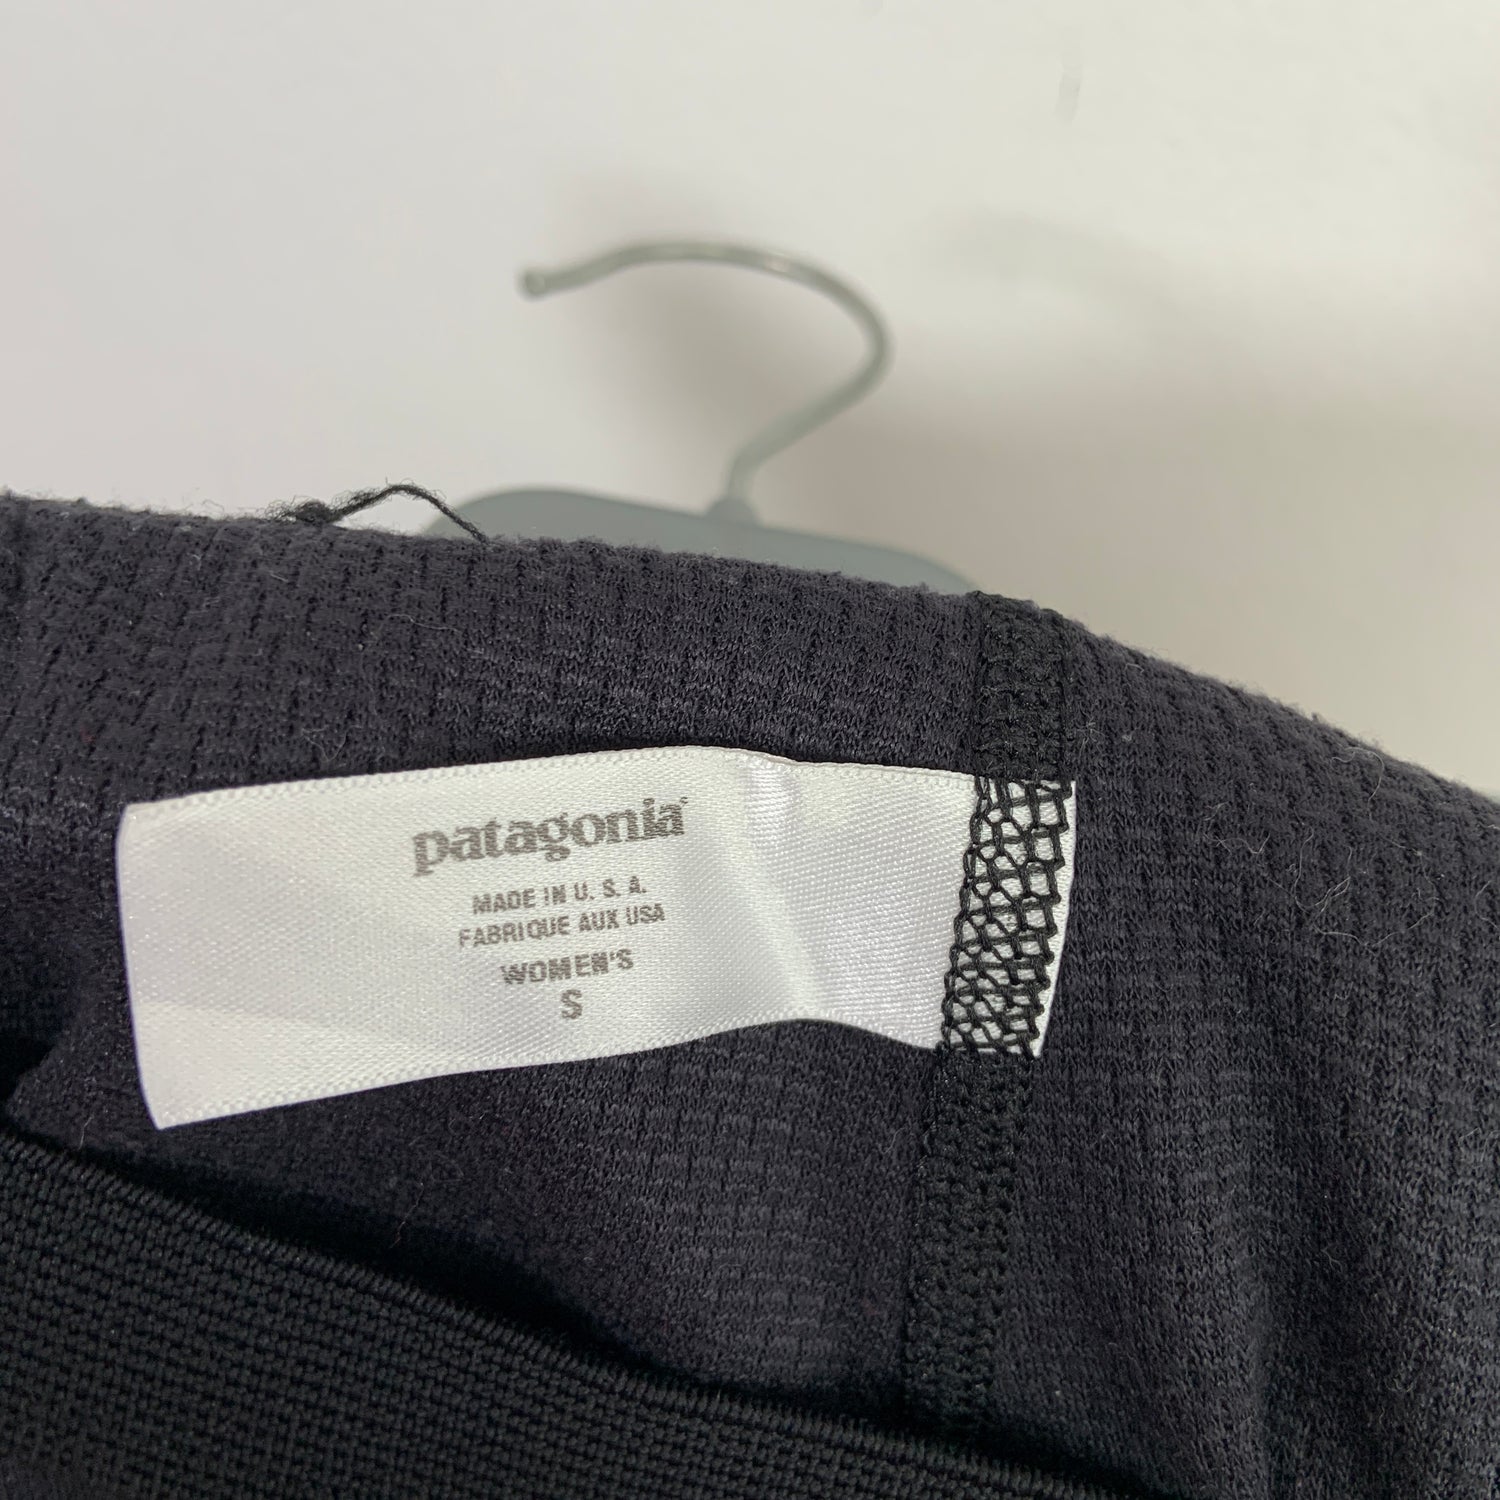 patagonia®
MADE IN U. S. A.
FABRIQUE AUX USA
WOMEN'S
S